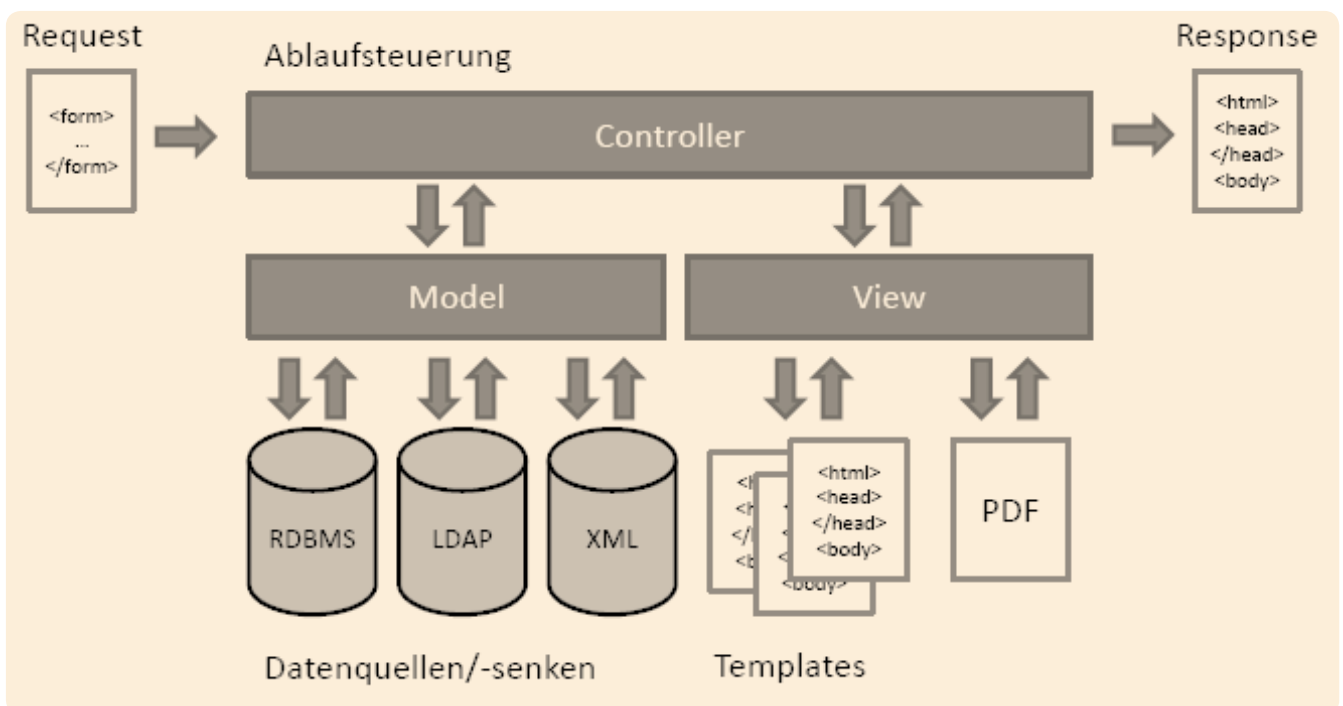 Request
Response
Ablaufsteuerung
<form>
...
</form>
Controller
<html>
<head>
</head>
<body>
Model
View
RDBMS
LDAP
XML
<html>
<head>
</head>
<body>
<body>
PDF
Datenquellen/-senken
Templates